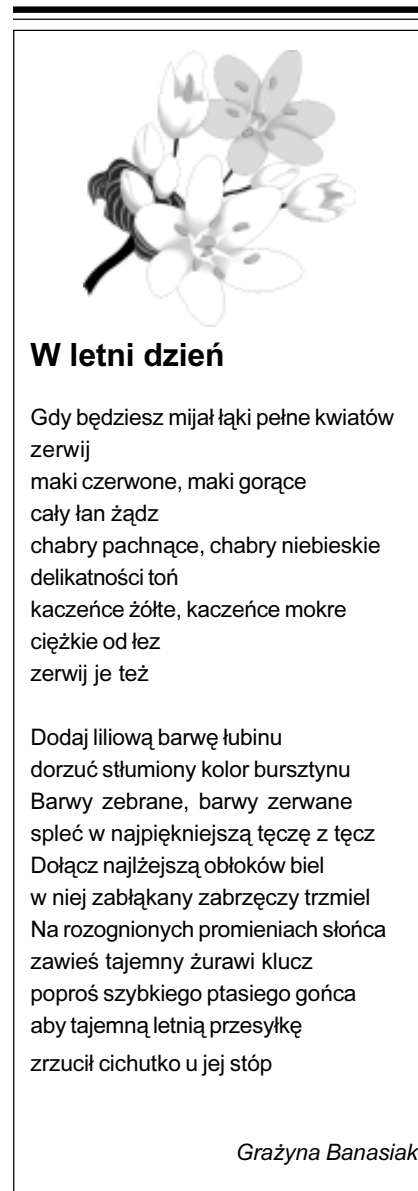 W letni dzień
Gdy będziesz mijał łąki pełne kwiatów
zerwij
maki czerwone, maki gorące
cały łan żądz
chabry pachnące, chabry niebieskie
delikatności toń
kaczeńce żółte, kaczeńce mokre
ciężkie od łez
zerwij je też
Dodaj liliową barwę łubinu
dorzuć stłumiony kolor bursztynu
Barwy zebrane, barwy zerwane
spleć w najpiękniejszą tęczę z tęcz
Dołącz najlżejszą obłoków biel
w niej zabłąkany zabrzęczy trzmiel
Na rozognionych promieniach słońca
zawieś tajemny żurawi klucz
poproś szybkiego ptasiego gońca
aby tajemną letnią przesyłkę
zrzucił cichutko u jej stóp
Grażyna Banasiak